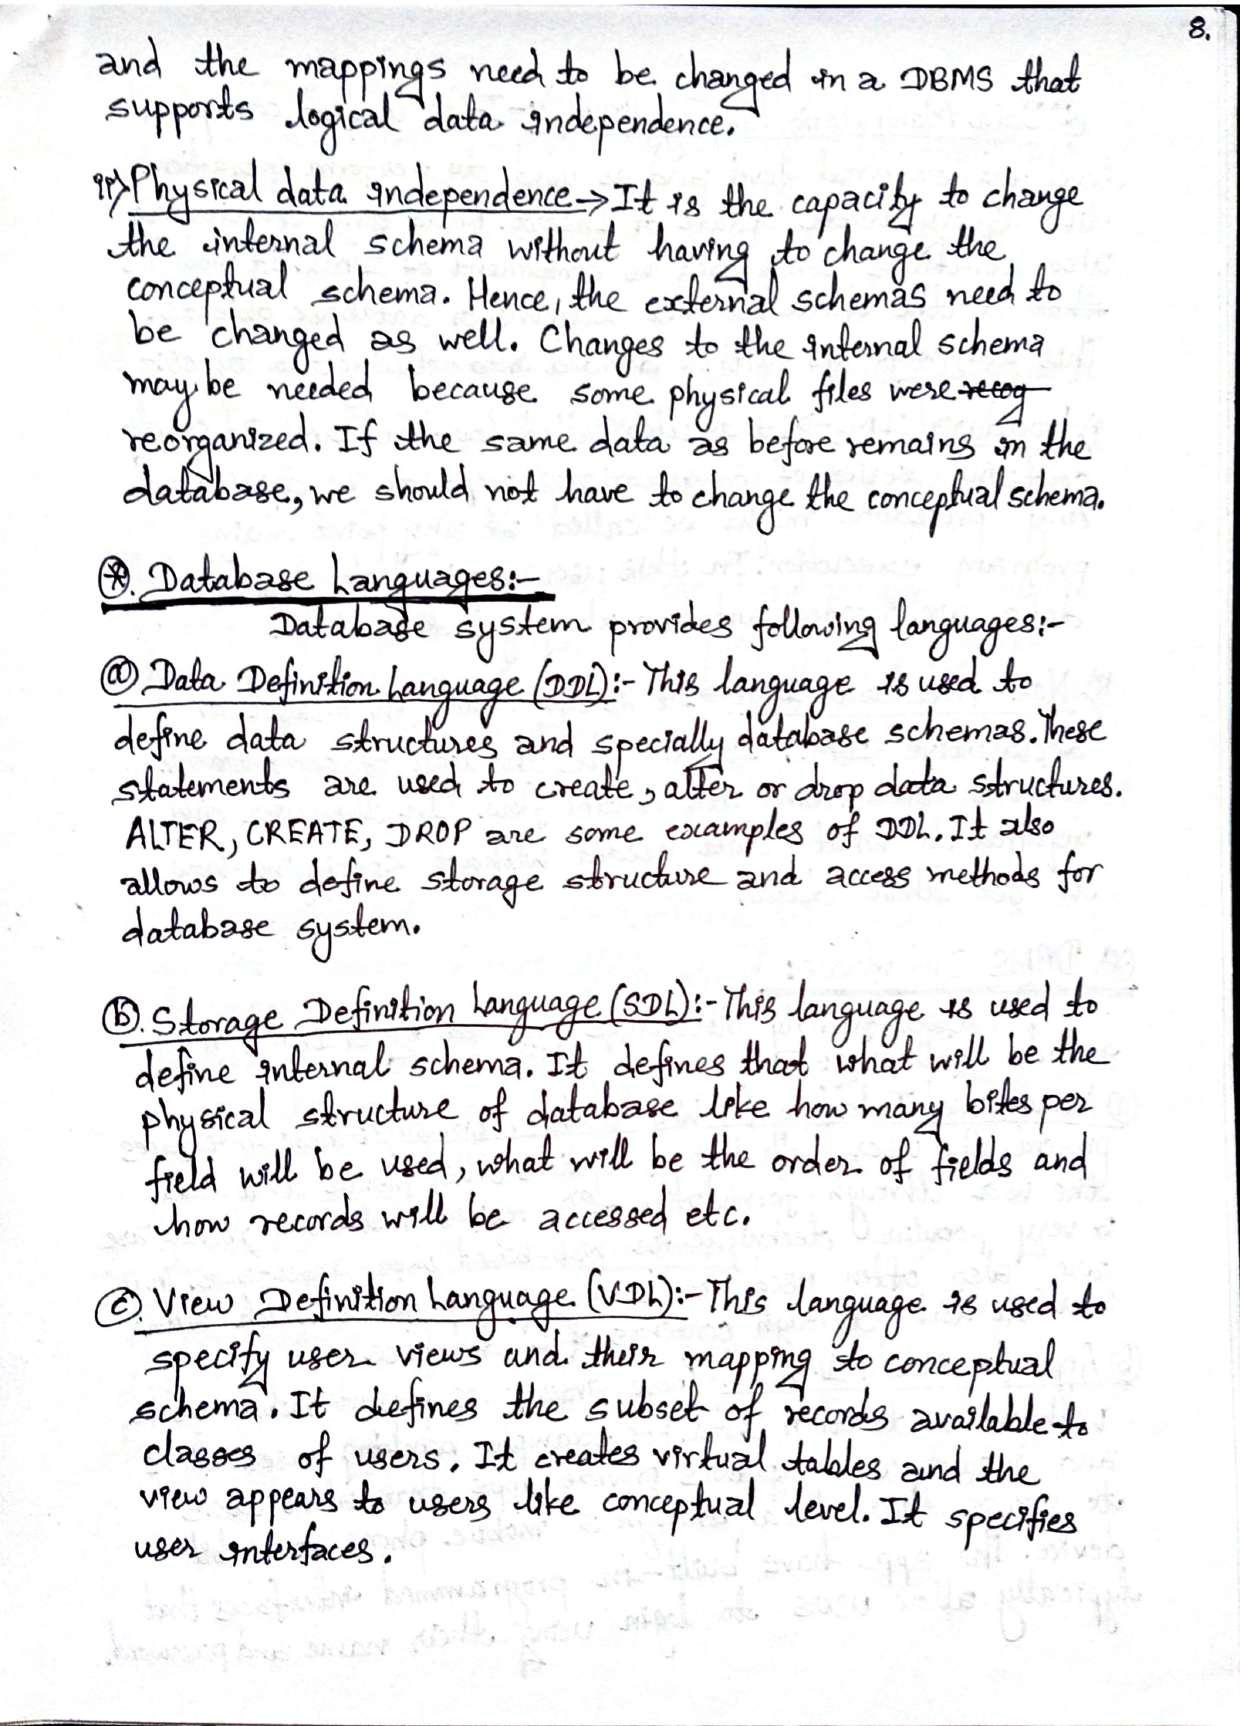 8.
and the mappings need to be changed in a DBMS that
supports logical data independence.
ii) Physical data independence → It is the capacity to change
the internal schema without having to change the
conceptual schema. Hence, the external schemas need to
be changed as well. Changes to the internal schema
may be needed because some physical files were reorg
reorganized. If the same data as before remains in the
database, we should not have to change the conceptual schema.
⊛. Database Languages:-
Database system provides following languages:-
ⓐ Data Definition Language (DDL):- This language is used to
define data structures and specially database schemas. These
statements are used to create, alter or drop data structures.
ALTER, CREATE, DROP are some examples of DDL. It also
allows to define storage structure and access methods for
database system.
ⓑ. Storage Definition Language (SDL):- This language is used to
define internal schema. It defines that what will be the
physical structure of database like how many bites per
field will be used, what will be the order of fields and
how records will be accessed etc.
ⓒ. View Definition Language (VDL):- This language is used to
specify user views and their mapping to conceptual
schema. It defines the subset of records available to
classes of users. It creates virtual tables and the
view appears to users like conceptual level. It specifies
user interfaces.